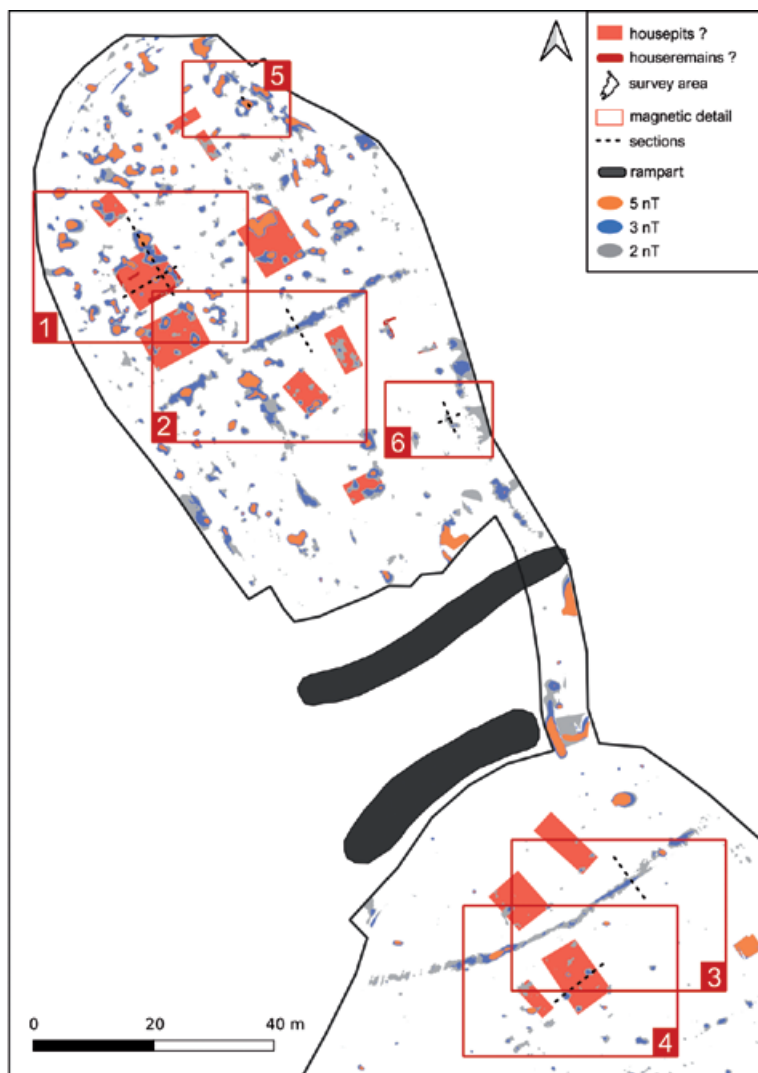 housepits ?
houseremains ?
survey area
magnetic detail
sections
rampart
5 nT
3 nT
2 nT
5
1
2
6
3
4
0 20 40 m